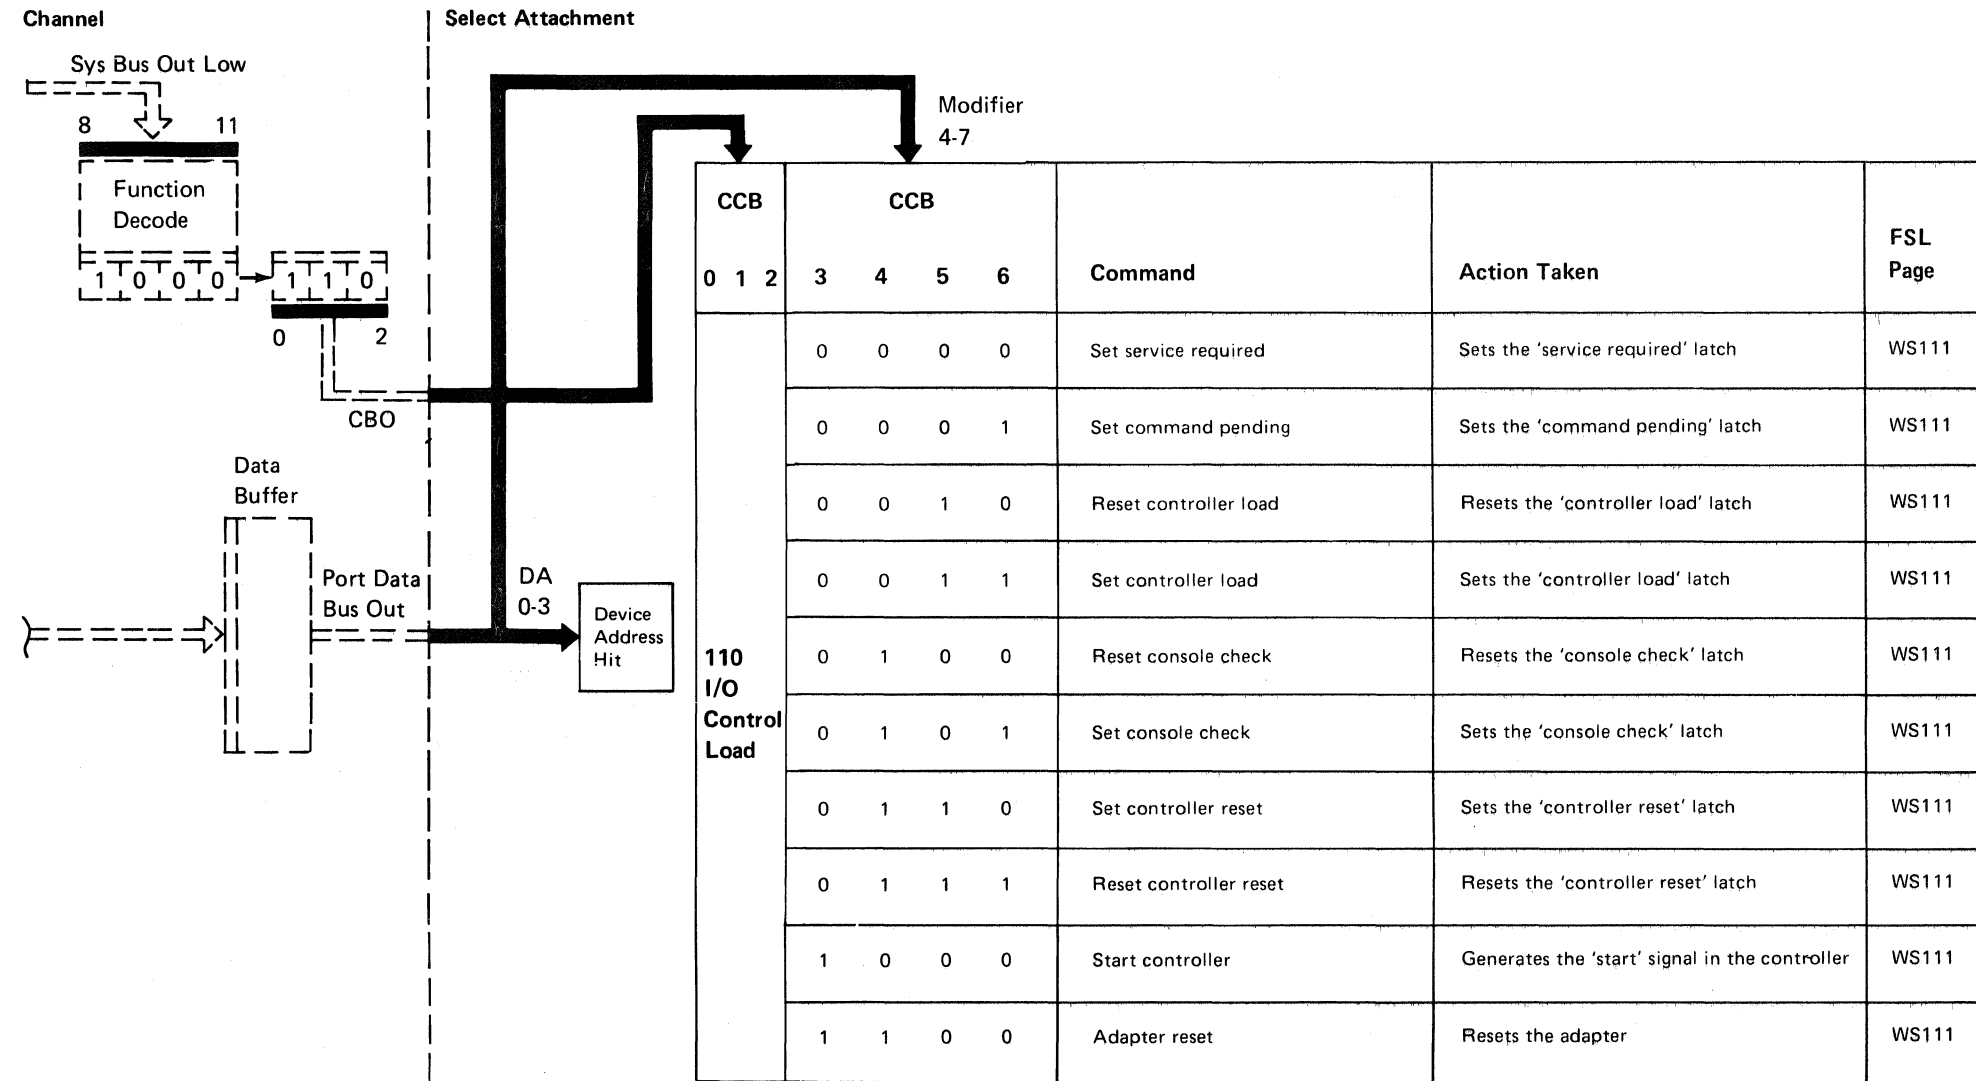 Channel
Select Attachment
Sys Bus Out Low
8 11
Function
Decode
1 0 0 0
1 1 0
0 2
CBO
Data
Buffer
Port Data
Bus Out
DA
0-3
Device
Address
Hit
Modifier
4-7
CCB CCB
0 1 2 3 4 5 6 Command Action Taken FSL Page
110
I/O
Control
Load
0 0 0 0 Set service required Sets the 'service required' latch WS111
0 0 0 1 Set command pending Sets the 'command pending' latch WS111
0 0 1 0 Reset controller load Resets the 'controller load' latch WS111
0 0 1 1 Set controller load Sets the 'controller load' latch WS111
0 1 0 0 Reset console check Resets the 'console check' latch WS111
0 1 0 1 Set console check Sets the 'console check' latch WS111
0 1 1 0 Set controller reset Sets the 'controller reset' latch WS111
0 1 1 1 Reset controller reset Resets the 'controller reset' latch WS111
1 0 0 0 Start controller Generates the 'start' signal in the controller WS111
1 1 0 0 Adapter reset Resets the adapter WS111